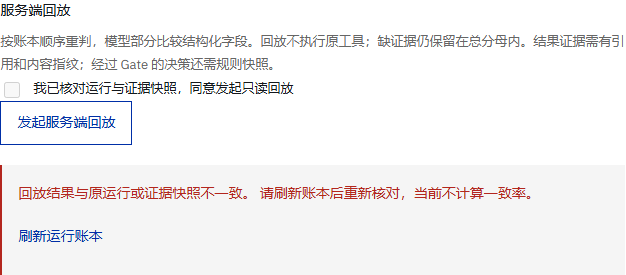 服务端回放
按账本顺序重判，模型部分比较结构化字段。回放不执行原工具；缺证据仍保留在总分母内。结果证据需有引
用和内容指纹；经过 Gate 的决策还需规则快照。
我已核对运行与证据快照，同意发起只读回放
发起服务端回放
回放结果与原运行或证据快照不一致。 请刷新账本后重新核对，当前不计算一致率。
刷新运行账本